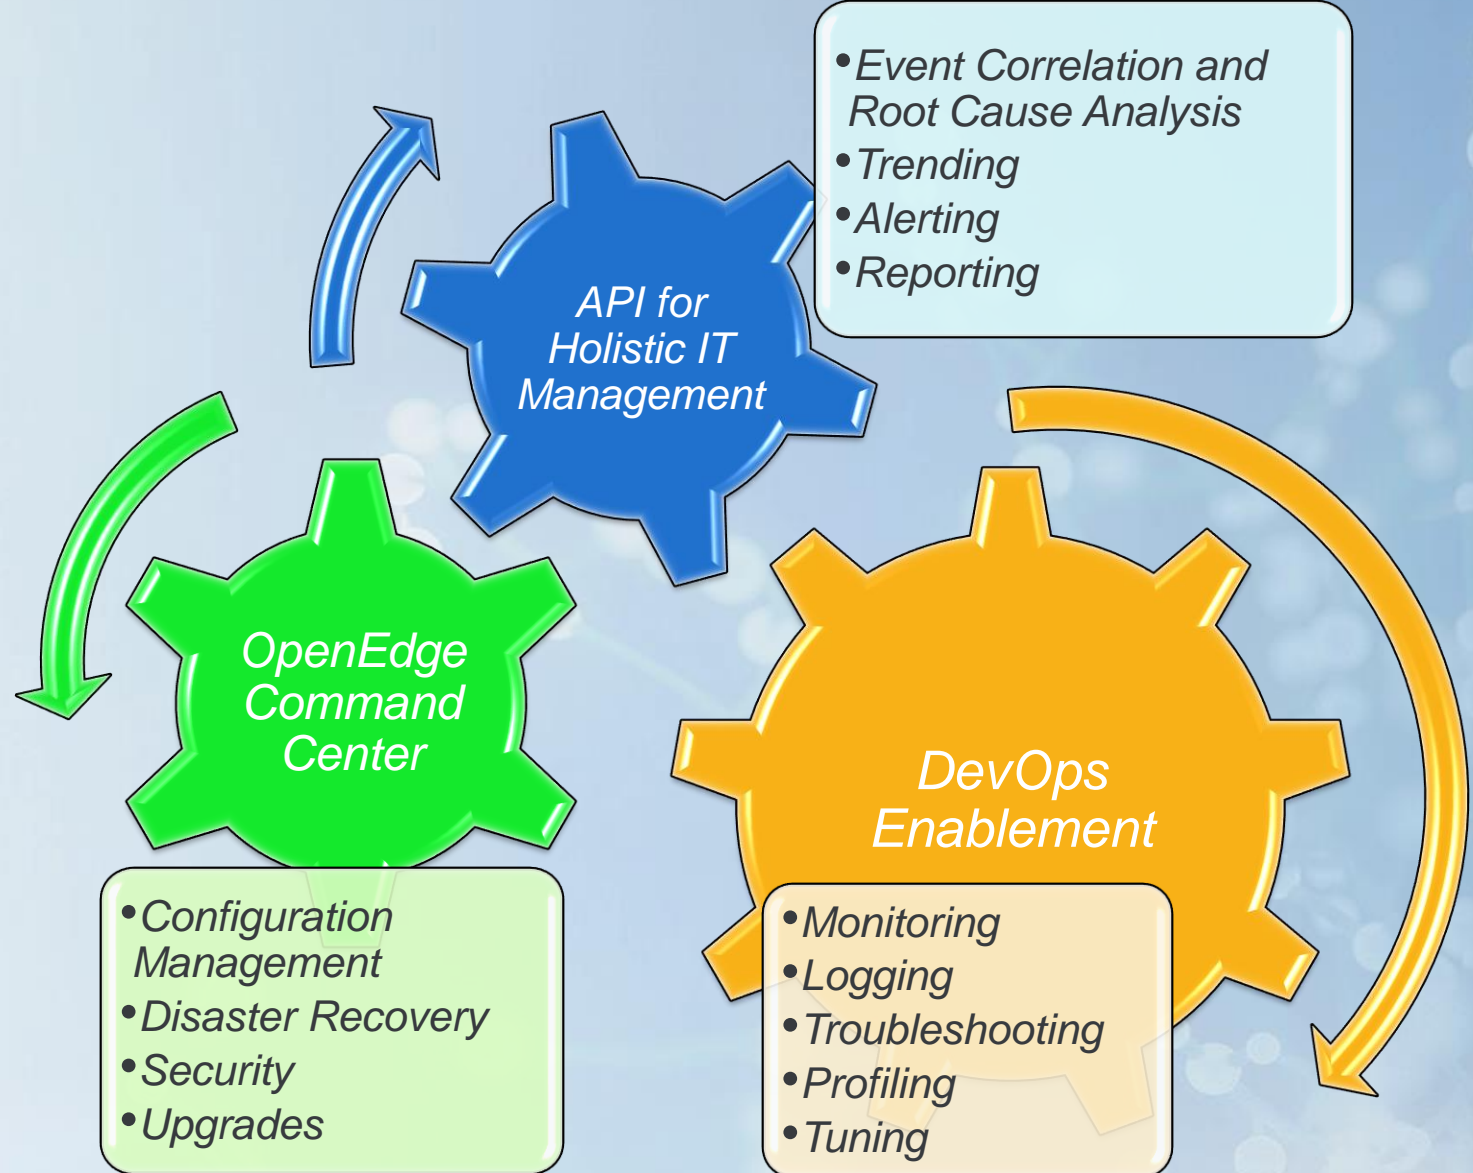 •Event Correlation and
Root Cause Analysis
•Trending
•Alerting
•Reporting
API for
Holistic IT
Management
OpenEdge
Command
Center
•Configuration
Management
•Disaster Recovery
•Security
•Upgrades
DevOps
Enablement
•Monitoring
•Logging
•Troubleshooting
•Profiling
•Tuning